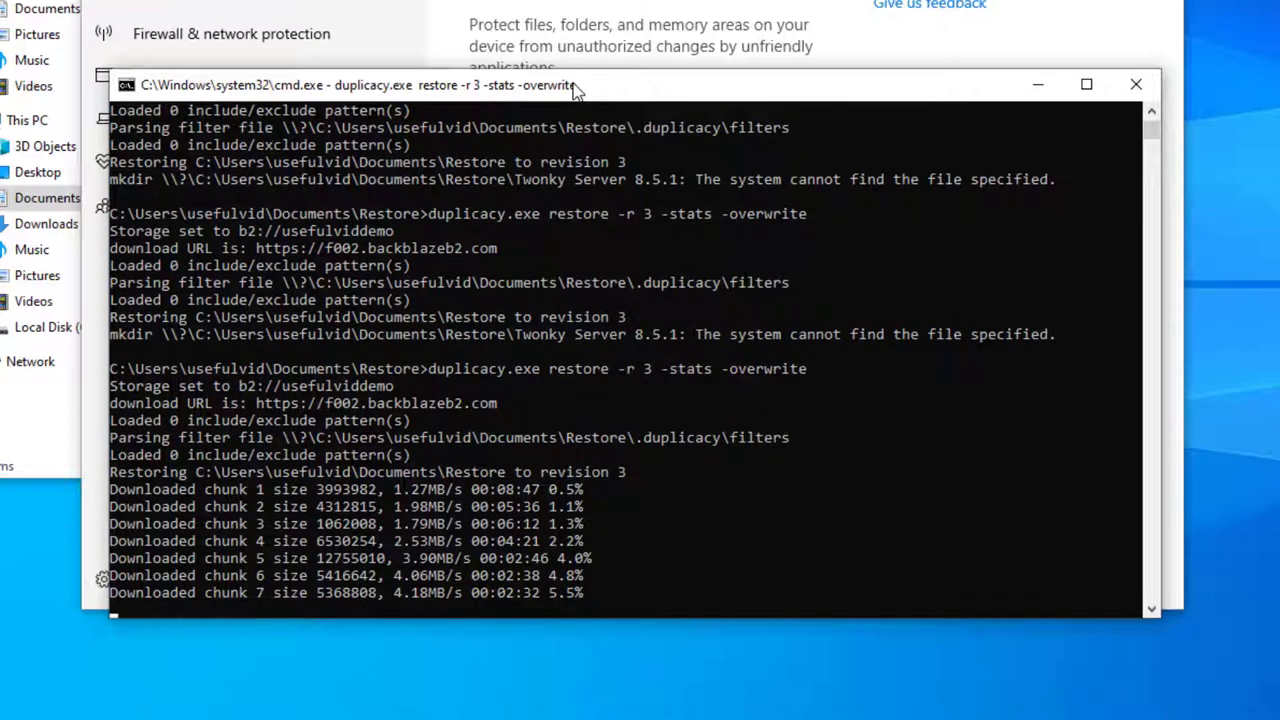 Documents
Pictures
Music
Videos
This PC
3D Objects
Desktop
Documents
Downloads
Music
Pictures
Videos
Local Disk (
Network
ms
Firewall & network protection
Protect files, folders, and memory areas on your
device from unauthorized changes by unfriendly
applications.
Give us feedback
C:\Windows\system32\cmd.exe - duplicacy.exe  restore -r 3 -stats -overwrite
Loaded 0 include/exclude pattern(s)
Parsing filter file \\?\C:\Users\usefulvid\Documents\Restore\.duplicacy\filters
Loaded 0 include/exclude pattern(s)
Restoring C:\Users\usefulvid\Documents\Restore to revision 3
mkdir \\?\C:\Users\usefulvid\Documents\Restore\Twonky Server 8.5.1: The system cannot find the file specified.
C:\Users\usefulvid\Documents\Restore>duplicacy.exe restore -r 3 -stats -overwrite
Storage set to b2://usefulviddemo
download URL is: https://f002.backblazeb2.com
Loaded 0 include/exclude pattern(s)
Parsing filter file \\?\C:\Users\usefulvid\Documents\Restore\.duplicacy\filters
Loaded 0 include/exclude pattern(s)
Restoring C:\Users\usefulvid\Documents\Restore to revision 3
mkdir \\?\C:\Users\usefulvid\Documents\Restore\Twonky Server 8.5.1: The system cannot find the file specified.
C:\Users\usefulvid\Documents\Restore>duplicacy.exe restore -r 3 -stats -overwrite
Storage set to b2://usefulviddemo
download URL is: https://f002.backblazeb2.com
Loaded 0 include/exclude pattern(s)
Parsing filter file \\?\C:\Users\usefulvid\Documents\Restore\.duplicacy\filters
Loaded 0 include/exclude pattern(s)
Restoring C:\Users\usefulvid\Documents\Restore to revision 3
Downloaded chunk 1 size 3993982, 1.27MB/s 00:08:47 0.5%
Downloaded chunk 2 size 4312815, 1.98MB/s 00:05:36 1.1%
Downloaded chunk 3 size 1062008, 1.79MB/s 00:06:12 1.3%
Downloaded chunk 4 size 6530254, 2.53MB/s 00:04:21 2.2%
Downloaded chunk 5 size 12755010, 3.90MB/s 00:02:46 4.0%
Downloaded chunk 6 size 5416642, 4.06MB/s 00:02:38 4.8%
Downloaded chunk 7 size 5368808, 4.18MB/s 00:02:32 5.5%